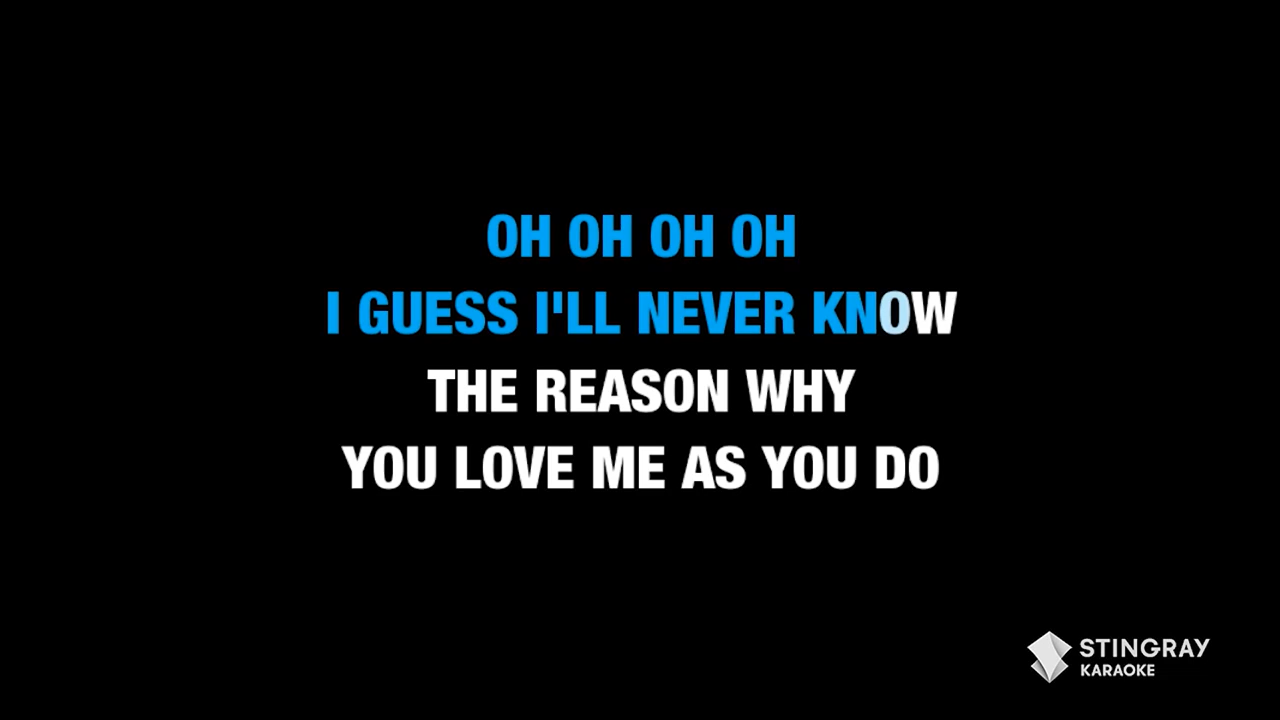 OH OH OH OH
I GUESS I'LL NEVER KNOW
THE REASON WHY
YOU LOVE ME AS YOU DO
STINGRAY
KARAOKE